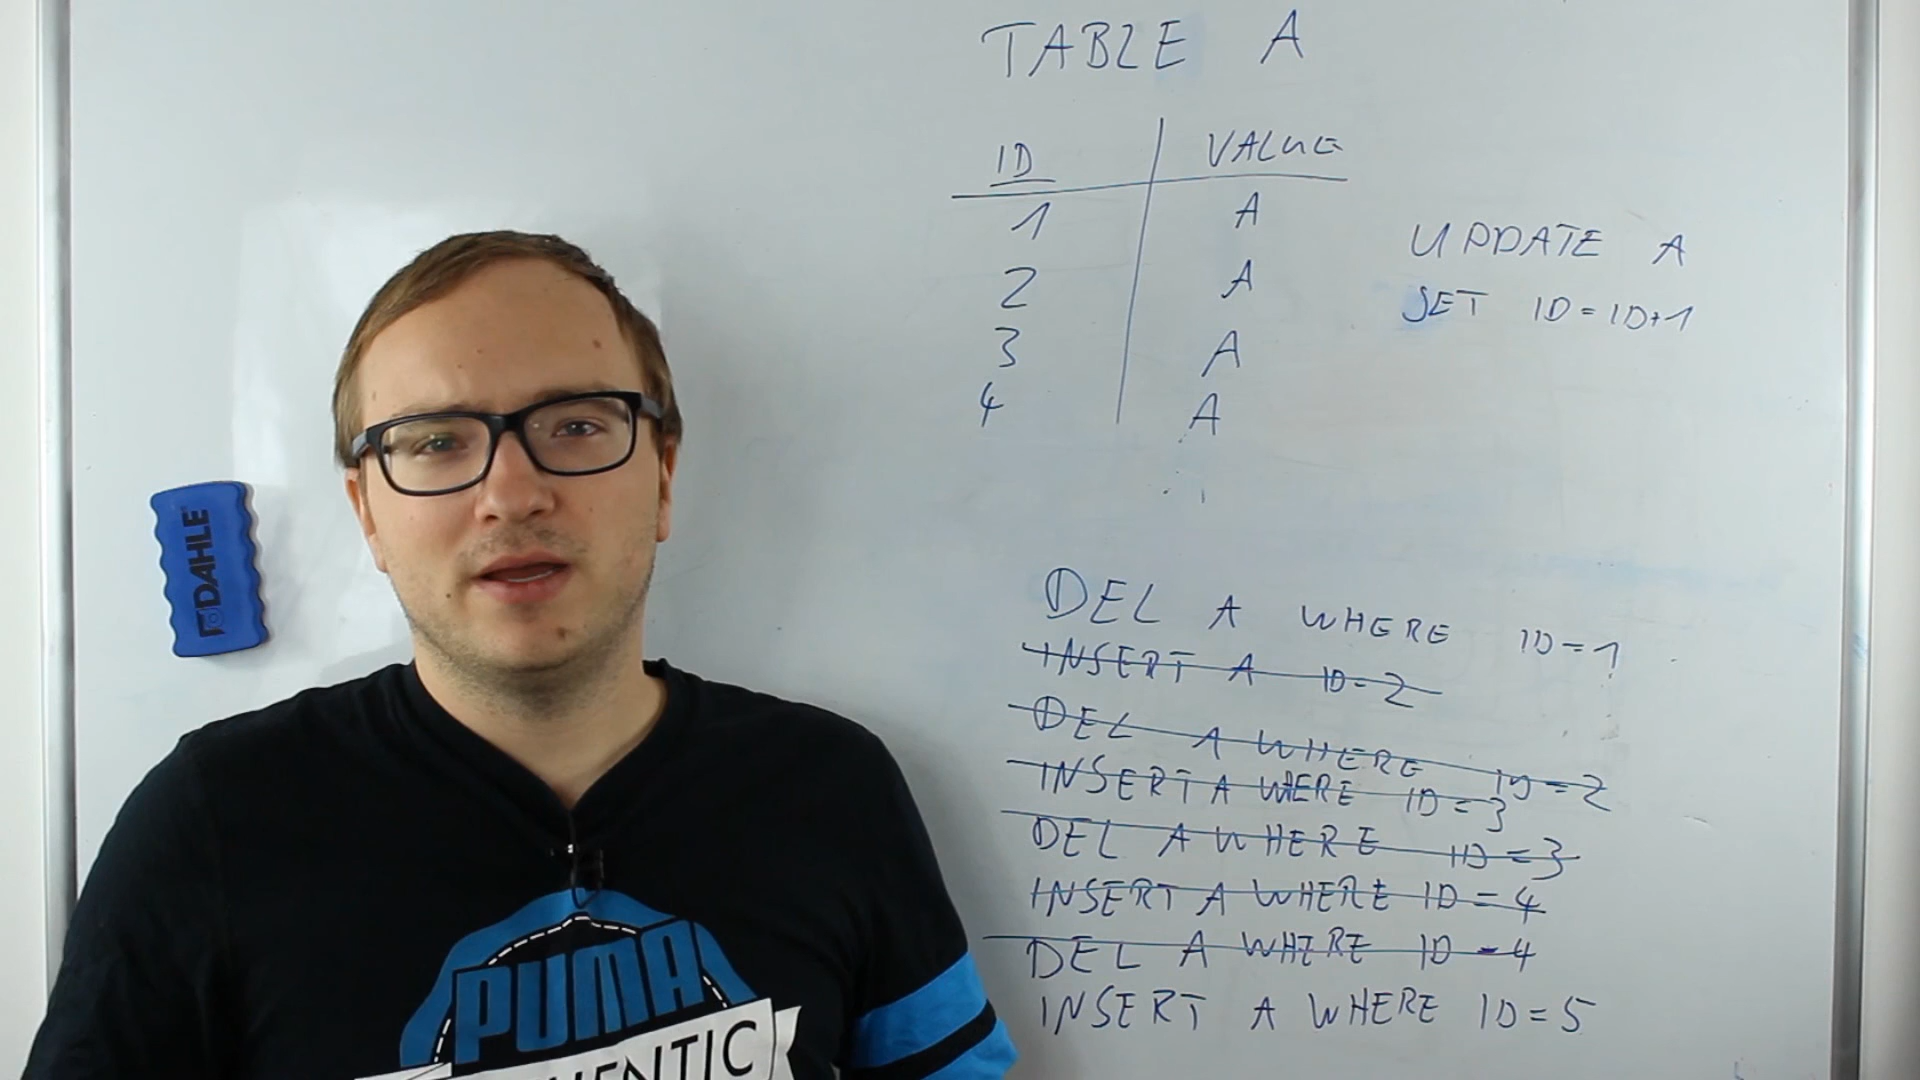 TABLE A
ID VALUE
1 A
2 A
3 A
4 A
UPDATE A
SET ID=ID+1
DEL A WHERE ID=1
INSERT A ID=2
DEL A WHERE ID=2
INSERT A WHERE ID=3
DEL A WHERE ID=3
INSERT A WHERE ID=4
DEL A WHERE ID=4
INSERT A WHERE ID=5
DAHLE
PUMA